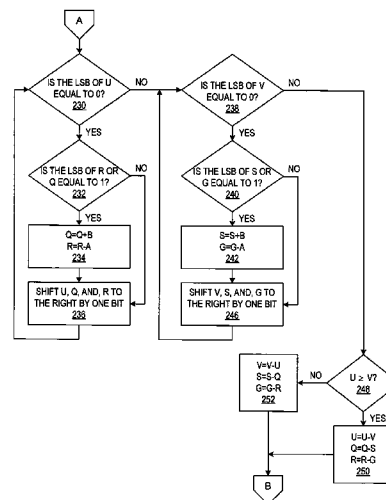 A
IS THE LSB OF U
EQUAL TO 0?
230
NO
YES
IS THE LSB OF R OR
Q EQUAL TO 1?
232
NO
YES
Q=Q+B
R=R-A
234
SHIFT U, Q, AND, R TO
THE RIGHT BY ONE BIT
236
IS THE LSB OF V
EQUAL TO 0?
238
NO
YES
IS THE LSB OF S OR
G EQUAL TO 1?
240
NO
YES
S=S+B
G=G-A
242
SHIFT V, S, AND, G TO
THE RIGHT BY ONE BIT
246
U ≥ V?
248
NO
YES
V=V-U
S=S-Q
G=G-R
252
U=U-V
Q=Q-S
R=R-G
250
B